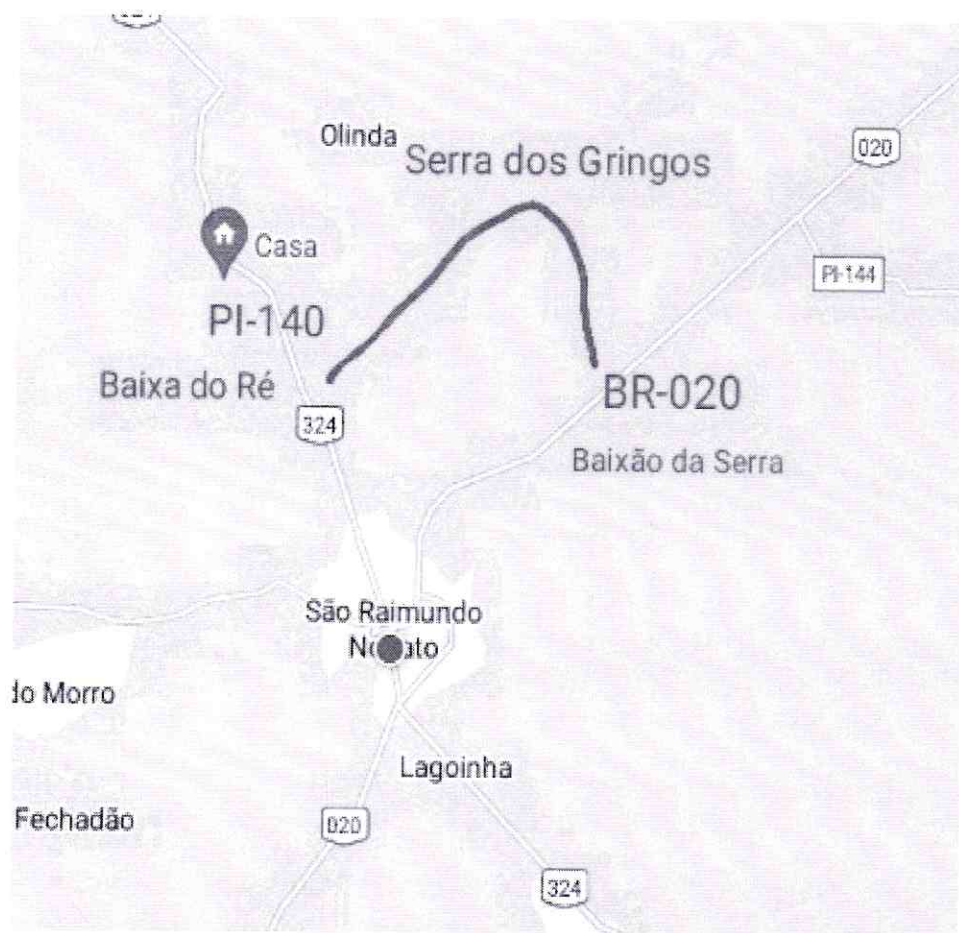 Olinda
Serra dos Gringos
020
Casa
PI-144
PI-140
Baixa do Ré
BR-020
324
Baixão da Serra
São Raimundo
do Morro
Lagoinha
Fechadão
020
324